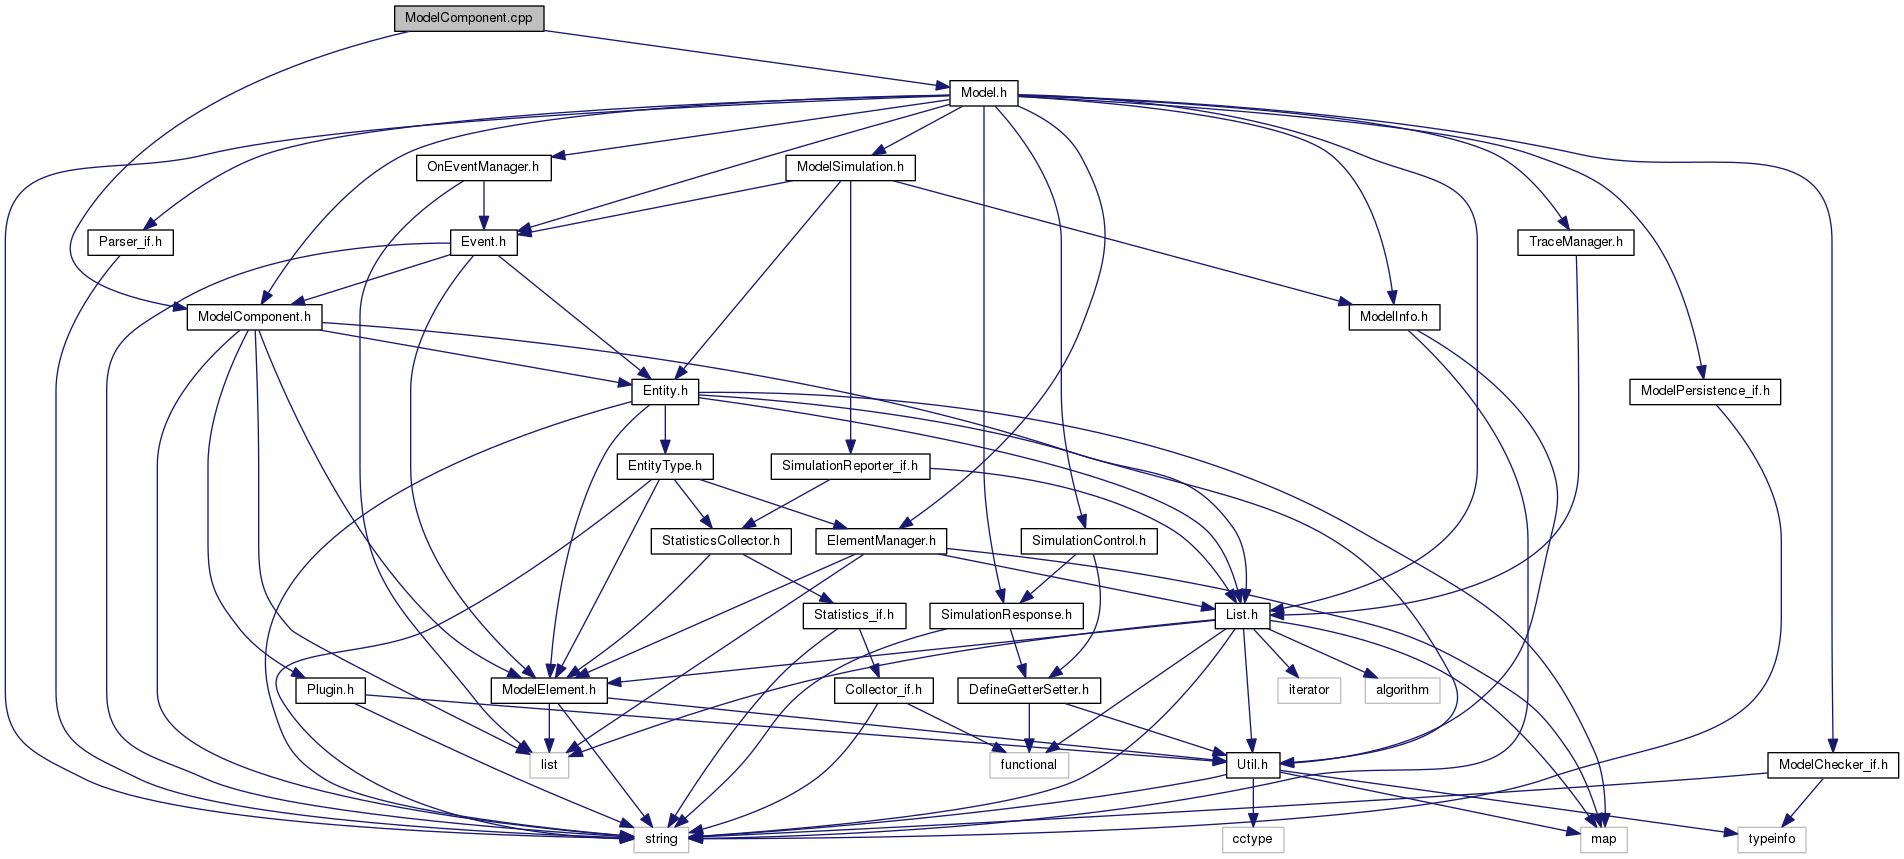 ModelComponent.cpp
Model.h
OnEventManager.h
ModelSimulation.h
Parser_if.h
Event.h
TraceManager.h
ModelComponent.h
ModelInfo.h
Entity.h
ModelPersistence_if.h
EntityType.h
SimulationReporter_if.h
StatisticsCollector.h
ElementManager.h
SimulationControl.h
Statistics_if.h
SimulationResponse.h
List.h
Plugin.h
ModelElement.h
Collector_if.h
DefineGetterSetter.h
iterator
algorithm
list
functional
Util.h
ModelChecker_if.h
string
cctype
map
typeinfo